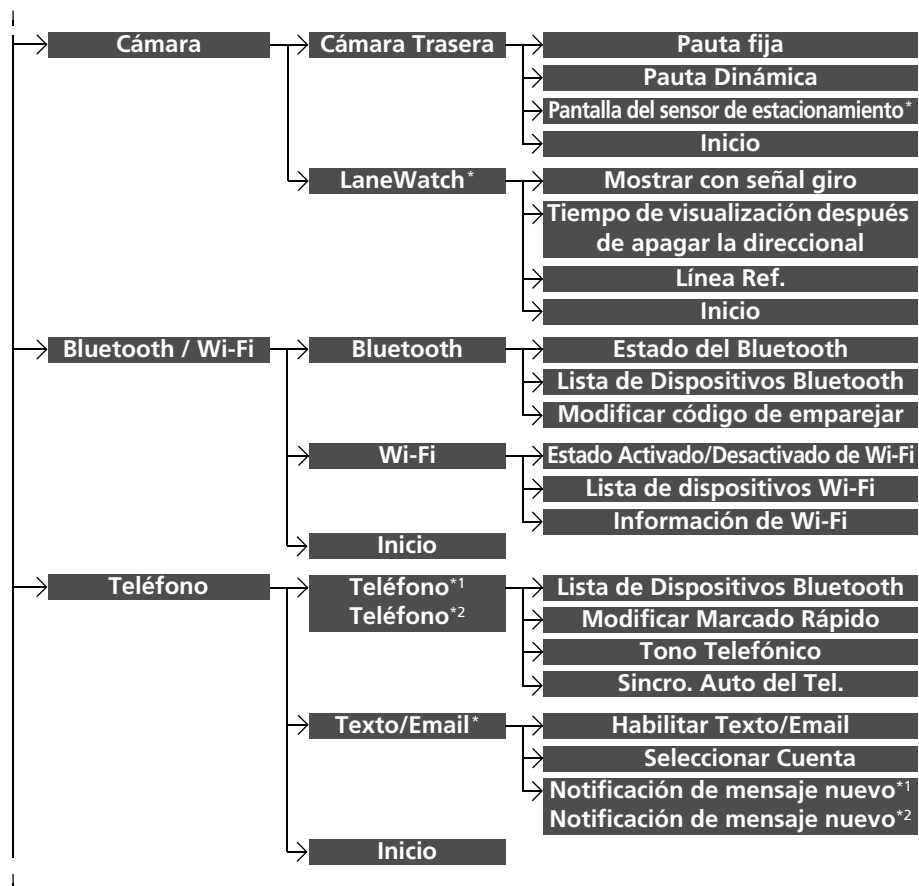 Cámara
Cámara Trasera
Pauta fija
Pauta Dinámica
Pantalla del sensor de estacionamiento*
Inicio
LaneWatch*
Mostrar con señal giro
Tiempo de visualización después
de apagar la direccional
Línea Ref.
Inicio
Bluetooth / Wi-Fi
Bluetooth
Estado del Bluetooth
Lista de Dispositivos Bluetooth
Modificar código de emparejar
Wi-Fi
Estado Activado/Desactivado de Wi-Fi
Lista de dispositivos Wi-Fi
Información de Wi-Fi
Inicio
Teléfono
Teléfono*1
Teléfono*2
Lista de Dispositivos Bluetooth
Modificar Marcado Rápido
Tono Telefónico
Sincro. Auto del Tel.
Texto/Email*
Habilitar Texto/Email
Seleccionar Cuenta
Notificación de mensaje nuevo*1
Notificación de mensaje nuevo*2
Inicio